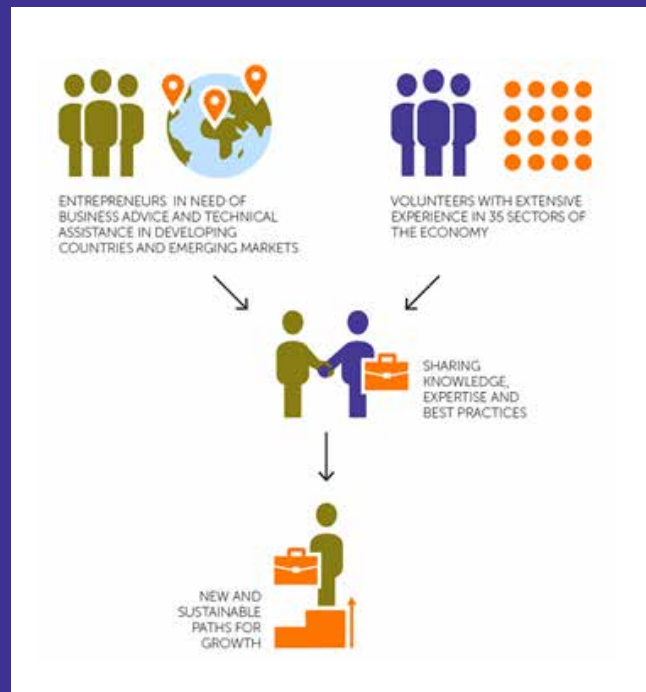 ENTREPRENEURS IN NEED OF
BUSINESS ADVICE AND TECHNICAL
ASSISTANCE IN DEVELOPING
COUNTRIES AND EMERGING MARKETS
VOLUNTEERS WITH EXTENSIVE
EXPERIENCE IN 35 SECTORS OF
THE ECONOMY
SHARING
KNOWLEDGE,
EXPERTISE AND
BEST PRACTICES
NEW AND
SUSTAINABLE
PATHS FOR
GROWTH